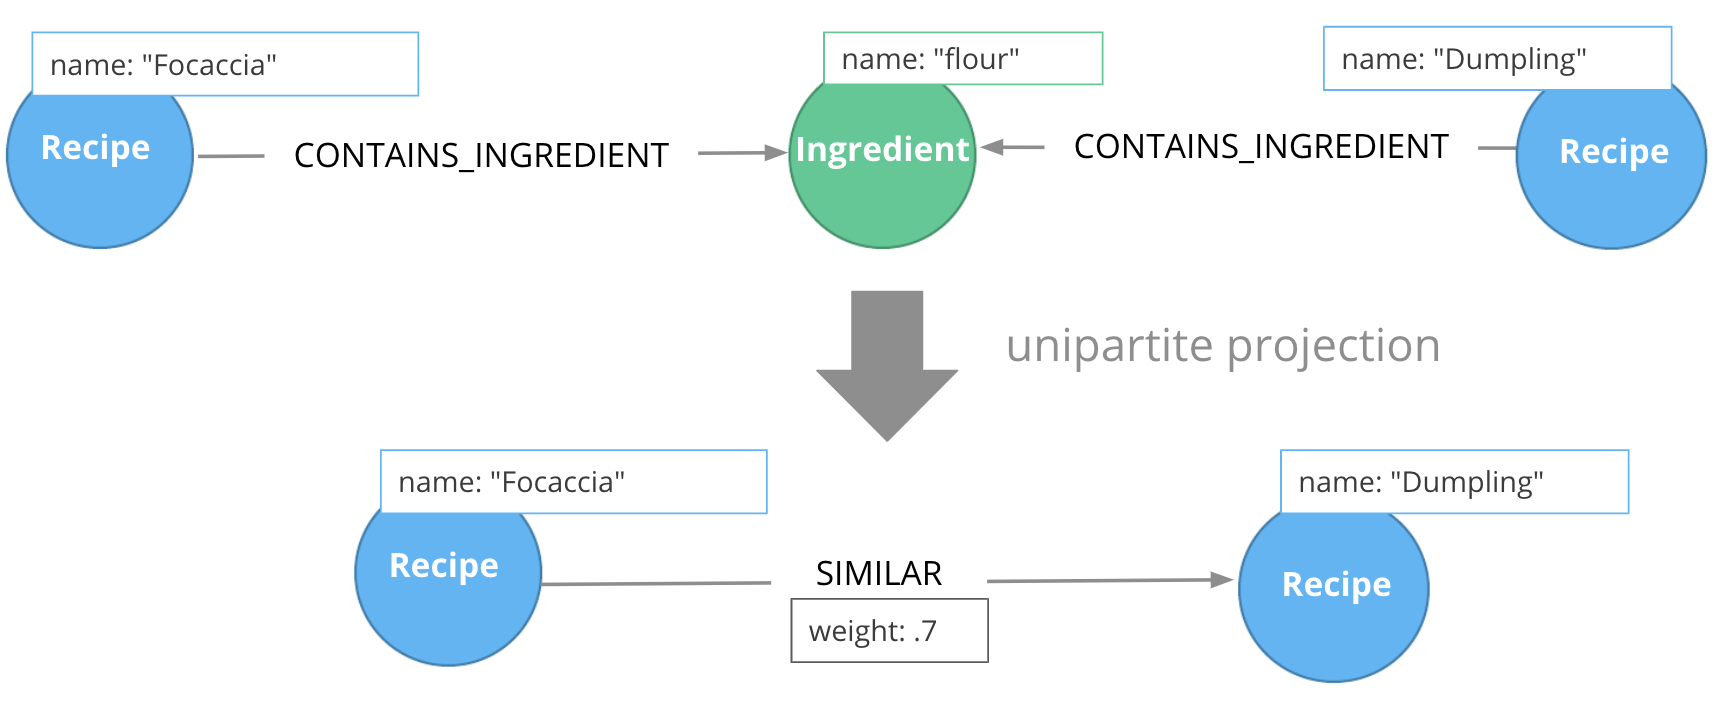 name: "Focaccia"
name: "flour"
name: "Dumpling"
Recipe
CONTAINS_INGREDIENT
Ingredient
CONTAINS_INGREDIENT
Recipe
unipartite projection
name: "Focaccia"
name: "Dumpling"
Recipe
SIMILAR
Recipe
weight: .7